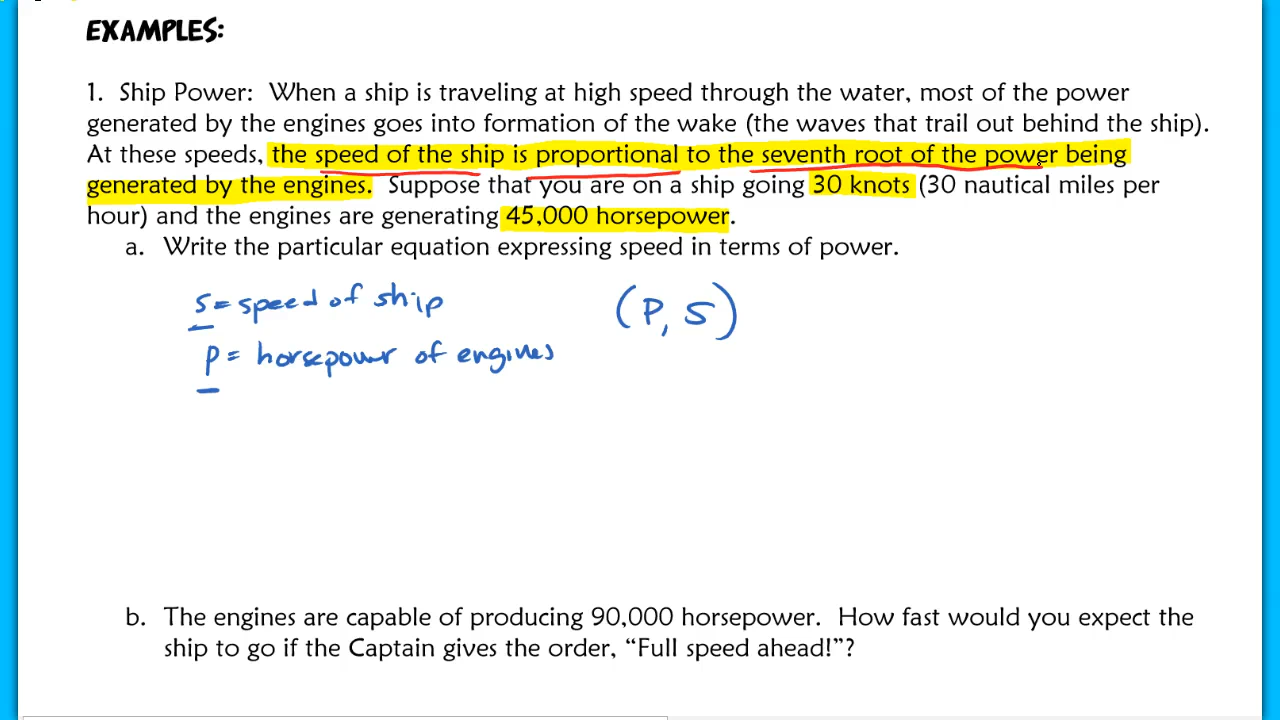 EXAMPLES:
1. Ship Power: When a ship is traveling at high speed through the water, most of the power
generated by the engines goes into formation of the wake (the waves that trail out behind the ship).
At these speeds, the speed of the ship is proportional to the seventh root of the power being
generated by the engines. Suppose that you are on a ship going 30 knots (30 nautical miles per
hour) and the engines are generating 45,000 horsepower.
a. Write the particular equation expressing speed in terms of power.
s = speed of ship
(P, S)
p = horsepower of engines
b. The engines are capable of producing 90,000 horsepower. How fast would you expect the
ship to go if the Captain gives the order, “Full speed ahead!”?